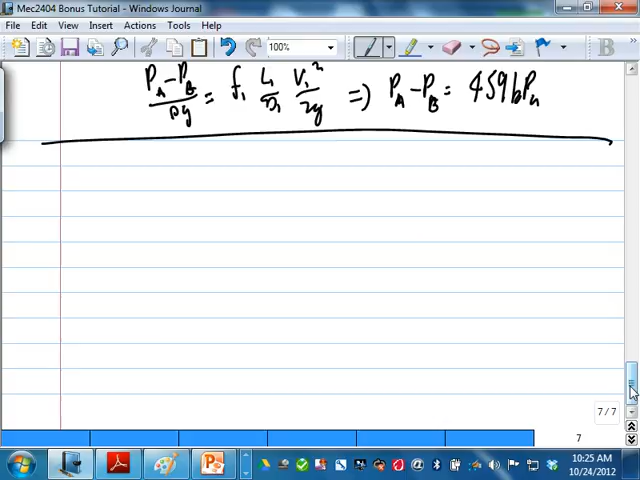 Mec2404 Bonus Tutorial - Windows Journal
File Edit View Insert Actions Tools Help
100% B
(P_A - P_B)/ρg = f₁ L₁/D₁ V₁²/2g => P_A - P_B = 4596 Pa
7/7
7
10:25 AM
10/24/2012